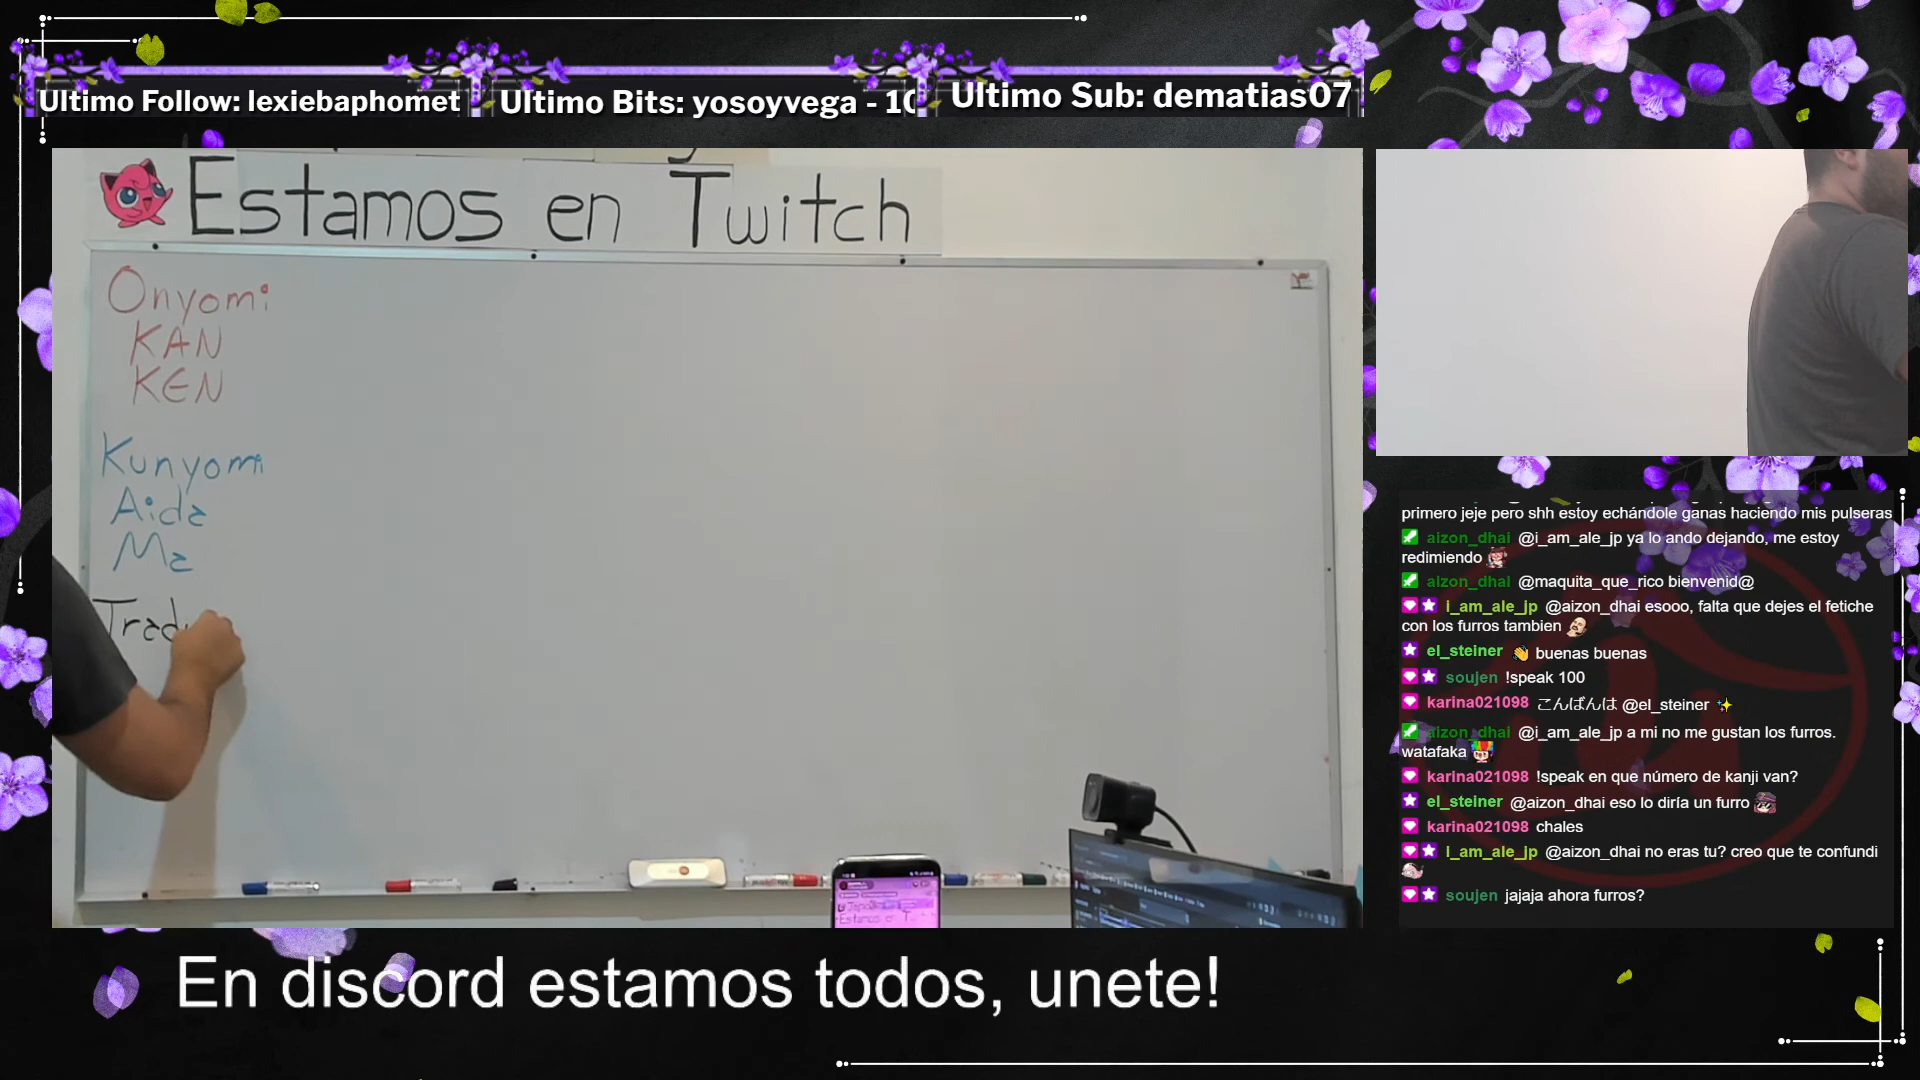 Ultimo Follow: lexiebaphomet
Ultimo Bits: yosoyvega - 10
Ultimo Sub: dematias07
Estamos en Twitch
Onyomi
KAN
KEN
Kunyomi
Aida
Ma
Trad
primero jeje pero shh estoy echándole ganas haciendo mis pulseras
aizon_dhai @i_am_ale_jp ya lo ando dejando, me estoy
redimiendo
aizon_dhai @maquita_que_rico bienvenid@
i_am_ale_jp @aizon_dhai esooo, falta que dejes el fetiche
con los furros tambien
el_steiner 👋 buenas buenas
soujen !speak 100
karina021098 こんばんは @el_steiner ✨
aizon_dhai @i_am_ale_jp a mi no me gustan los furros.
watafaka
karina021098 !speak en que número de kanji van?
el_steiner @aizon_dhai eso lo diría un furro
karina021098 chales
i_am_ale_jp @aizon_dhai no eras tu? creo que te confundi
soujen jajaja ahora furros?
En discord estamos todos, unete!